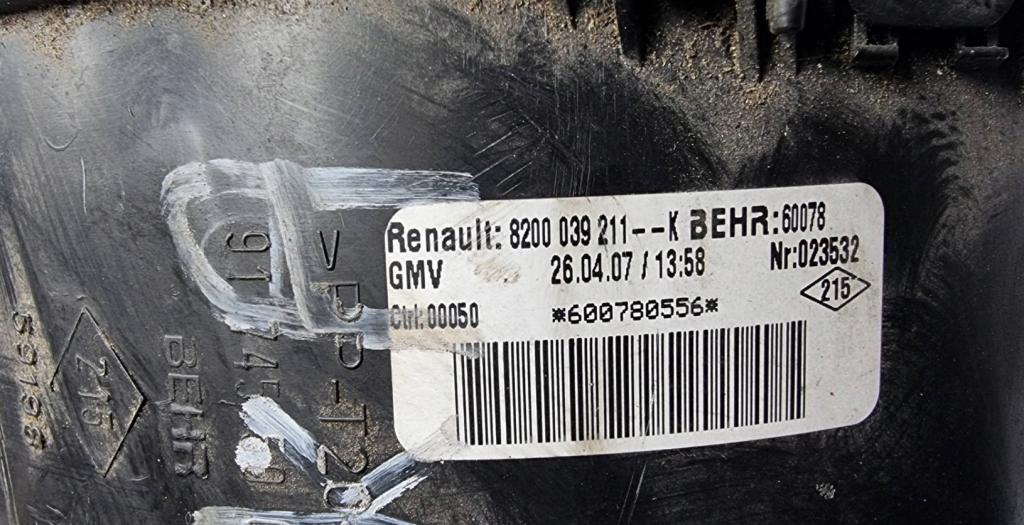 Renault: 8200 039 211--K BEHR:60078
GMV 26.04.07 / 13:58 Nr:023532
Ctrl:00050 *600780556* 215
>PP-T20
BEHR
215